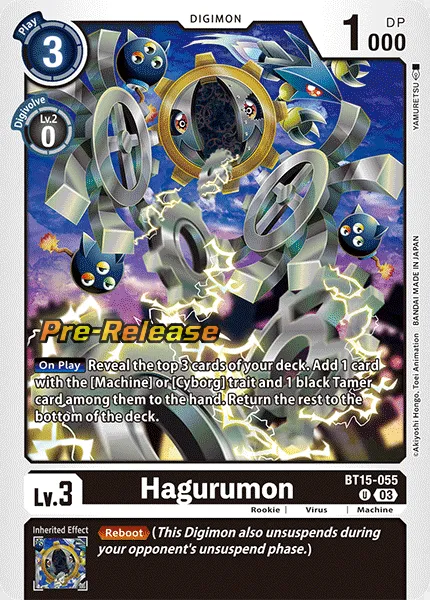 Play
3
DIGIMON
DP
1000
Digivolve
Lv.2
0
YAMURETSU
©Akiyoshi Hongo, Toei Animation BANDAI MADE IN JAPAN
Pre-Release
On Play Reveal the top 3 cards of your deck. Add 1 card
with the [Machine] or [Cyborg] trait and 1 black Tamer
card among them to the hand. Return the rest to the
bottom of the deck.
BT15-055
Lv.3
Hagurumon
U 03
Rookie | Virus | Machine
Inherited Effect
Reboot (This Digimon also unsuspends during
your opponent's unsuspend phase.)